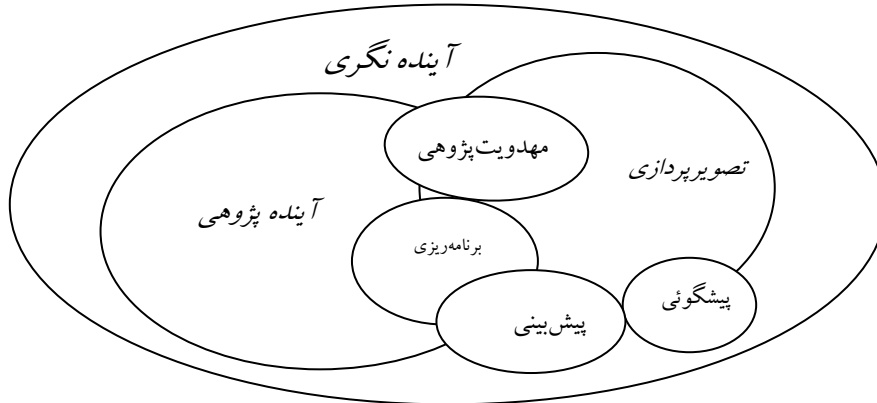 آینده نگری
مهدویت‌پژوهی
تصویرپردازی
آینده پژوهی
برنامه‌ریزی
پیشگوئی
پیش‌بینی